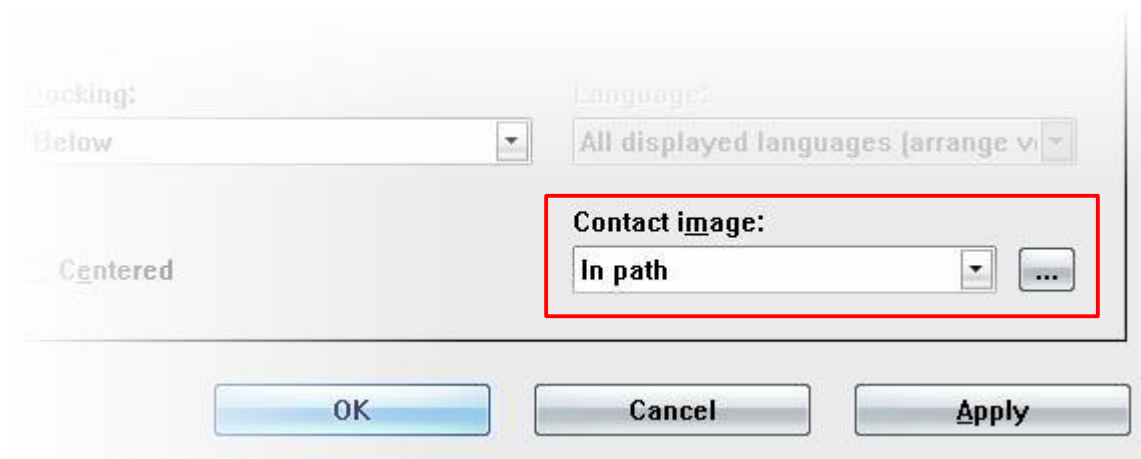 Docking:
Language:
Below
All displayed languages (arrange v
Contact image:
Centered
In path
...
OK
Cancel
Apply